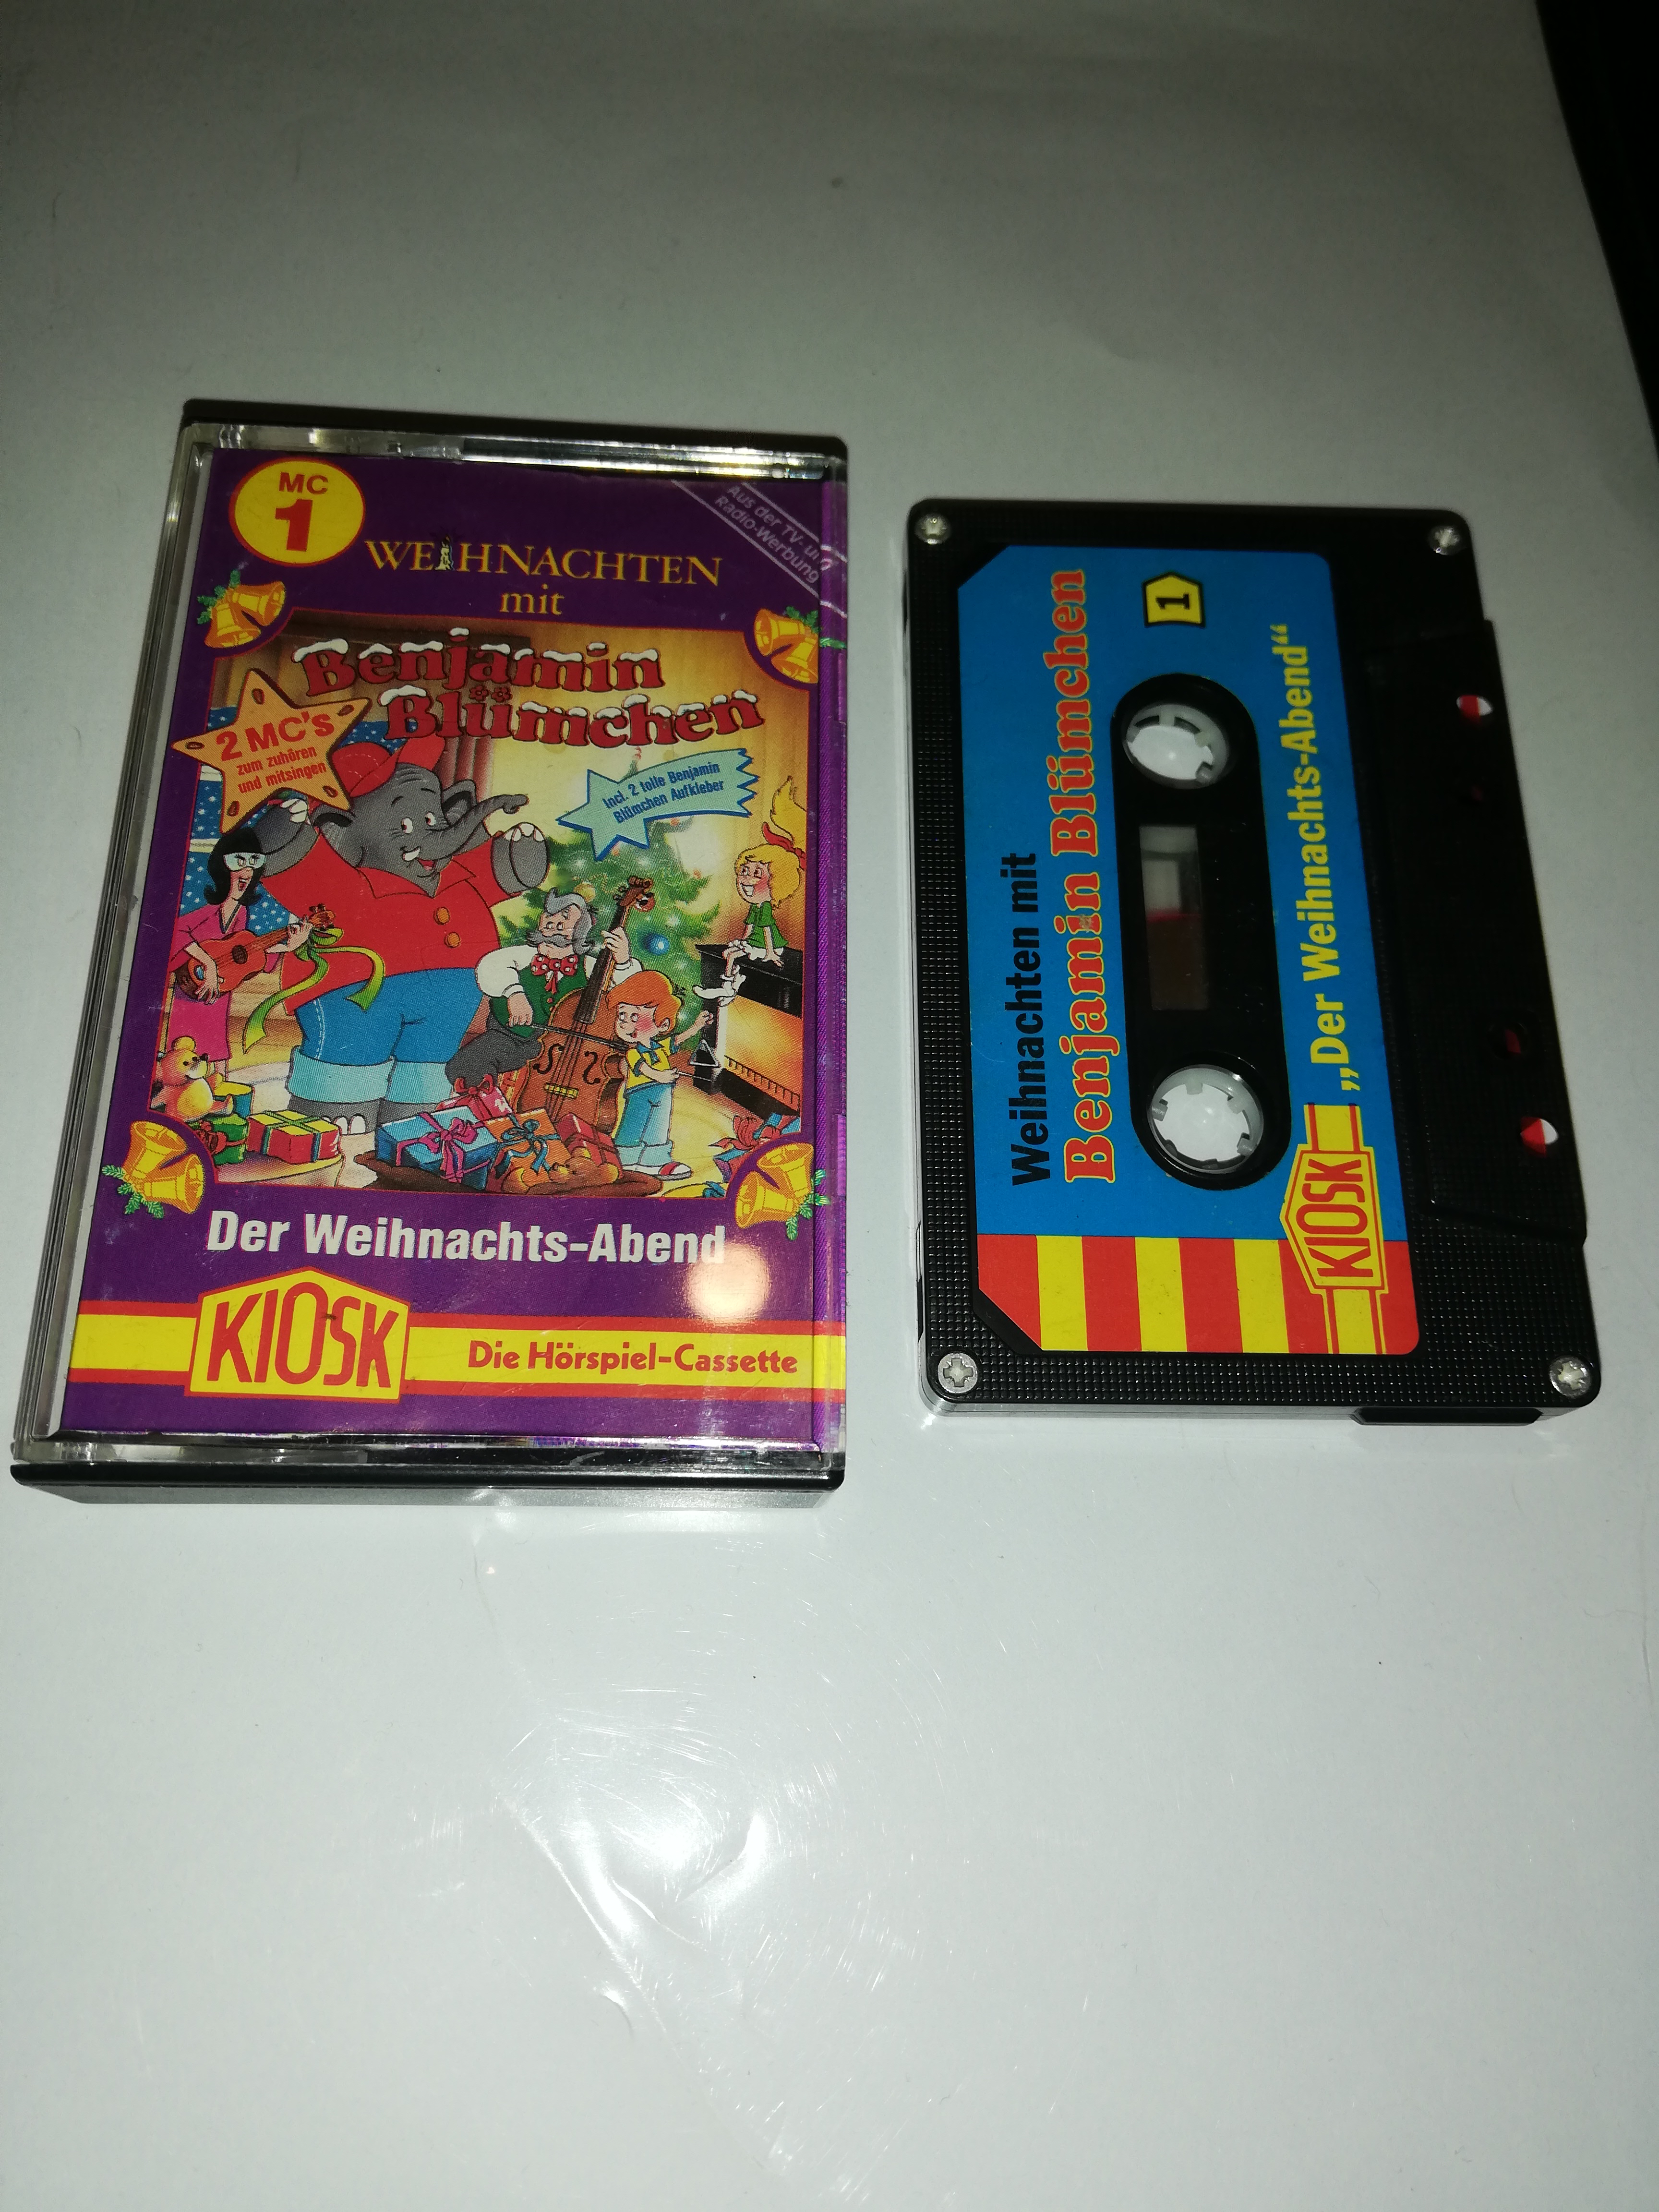 MC
1
Aus der TV- und
Radio-Werbung
WEIHNACHTEN
mit
Benjamin
Blümchen
2 MC's
zum zuhören
und mitsingen
Incl. 2 tolle Benjamin
Blümchen Aufkleber
Der Weihnachts-Abend
KIOSK
Die Hörspiel-Cassette
Weihnachten mit
Benjamin Blümchen
1
KIOSK
„Der Weihnachts-Abend“